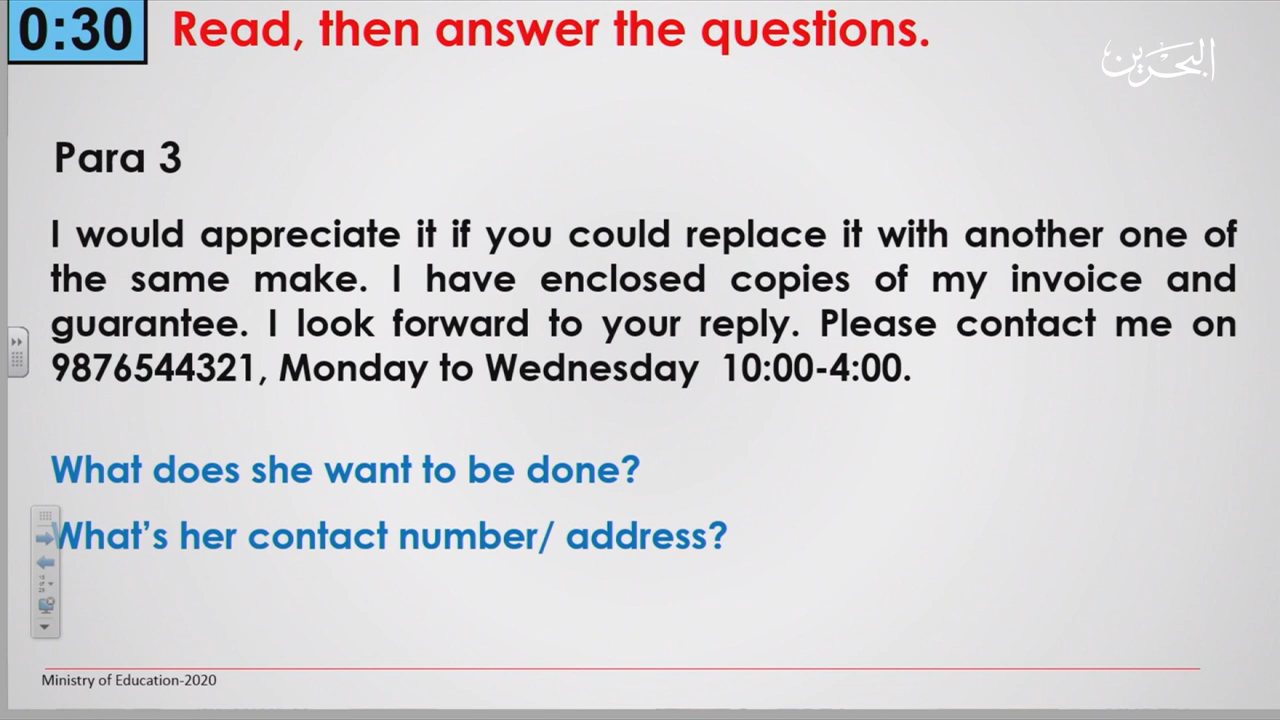 0:30
Read, then answer the questions.
البحرين
Para 3
I would appreciate it if you could replace it with another one of
the same make. I have enclosed copies of my invoice and
guarantee. I look forward to your reply. Please contact me on
9876544321, Monday to Wednesday 10:00-4:00.
What does she want to be done?
What's her contact number/ address?
Ministry of Education-2020